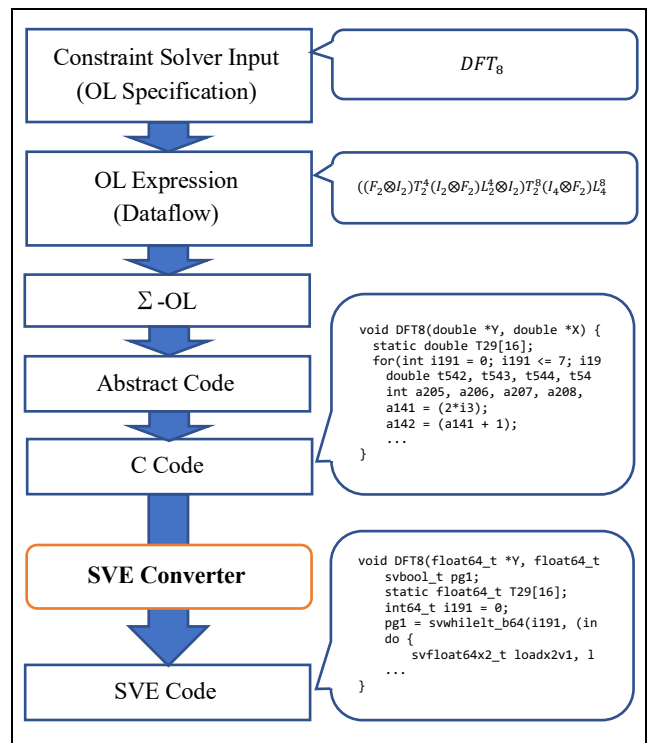 Constraint Solver Input
(OL Specification)
DFT₈
OL Expression
(Dataflow)
((F₂⊗I₂)T₂⁴(I₂⊗F₂)L₂⁴⊗I₂)T₂⁸(I₄⊗F₂)L₄⁸
Σ-OL
Abstract Code
C Code
void DFT8(double *Y, double *X) {
static double T29[16];
for(int i191 = 0; i191 <= 7; i19
double t542, t543, t544, t54
int a205, a206, a207, a208,
a141 = (2*i3);
a142 = (a141 + 1);
...
}
SVE Converter
SVE Code
void DFT8(float64_t *Y, float64_t
svbool_t pg1;
static float64_t T29[16];
int64_t i191 = 0;
pg1 = svwhilelt_b64(i191, (in
do {
svfloat64x2_t loadx2v1, l
...
}